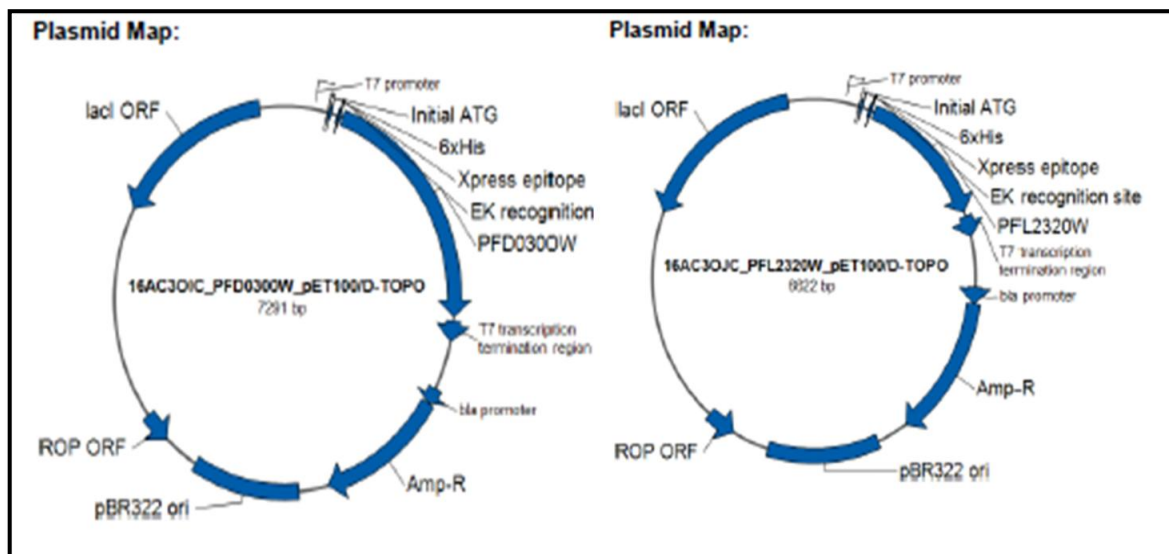 Plasmid Map:
T7 promoter
lacI ORF
Initial ATG
6xHis
Xpress epitope
EK recognition
PFD0300W
16AC3OIC_PFD0300W_pET100/D-TOPO
7291 bp
T7 transcription
termination region
bla promoter
ROP ORF
Amp-R
pBR322 ori
Plasmid Map:
T7 promoter
lacI ORF
Initial ATG
6xHis
Xpress epitope
EK recognition site
PFL2320W
16AC3OJC_PFL2320W_pET100/D-TOPO
6622 bp
T7 transcription
termination region
bla promoter
Amp-R
ROP ORF
pBR322 ori